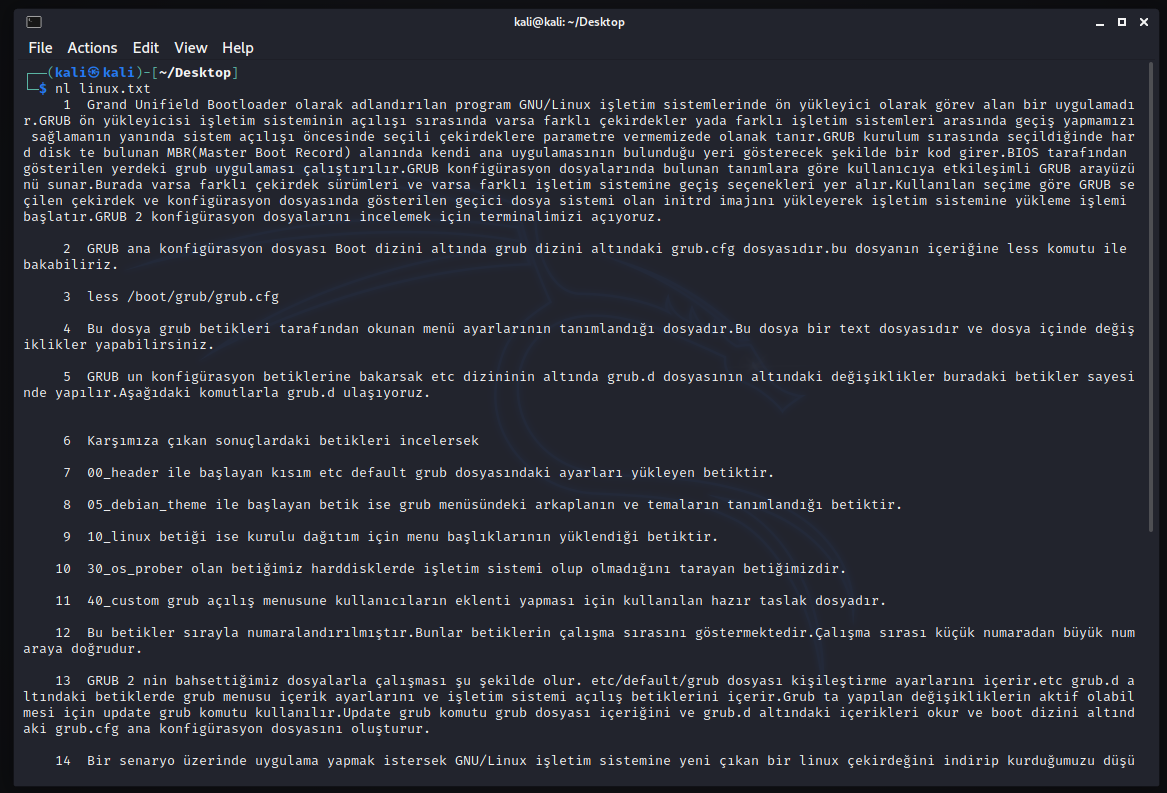 kali@kali: ~/Desktop
File Actions Edit View Help
┌──(kali㉿kali)-[~/Desktop]
└─$ nl linux.txt
1 Grand Unifield Bootloader olarak adlandırılan program GNU/Linux işletim sistemlerinde ön yükleyici olarak görev alan bir uygulamadı
r.GRUB ön yükleyicisi işletim sisteminin açılışı sırasında varsa farklı çekirdekler yada farklı işletim sistemleri arasında geçiş yapmamızı
sağlamanın yanında sistem açılışı öncesinde seçili çekirdeklere parametre vermemizede olanak tanır.GRUB kurulum sırasında seçildiğinde har
d disk te bulunan MBR(Master Boot Record) alanında kendi ana uygulamasının bulunduğu yeri gösterecek şekilde bir kod girer.BIOS tarafından
gösterilen yerdeki grub uygulaması çalıştırılır.GRUB konfigürasyon dosyalarında bulunan tanımlara göre kullanıcıya etkileşimli GRUB arayüzü
nü sunar.Burada varsa farklı çekirdek sürümleri ve varsa farklı işletim sistemine geçiş seçenekleri yer alır.Kullanılan seçime göre GRUB se
çilen çekirdek ve konfigürasyon dosyasında gösterilen geçici dosya sistemi olan initrd imajını yükleyerek işletim sistemine yükleme işlemi
başlatır.GRUB 2 konfigürasyon dosyalarını incelemek için terminalimizi açıyoruz.
2 GRUB ana konfigürasyon dosyası Boot dizini altında grub dizini altındaki grub.cfg dosyasıdır.bu dosyanın içeriğine less komutu ile
bakabiliriz.
3 less /boot/grub/grub.cfg
4 Bu dosya grub betikleri tarafından okunan menü ayarlarının tanımlandığı dosyadır.Bu dosya bir text dosyasıdır ve dosya içinde değiş
iklikler yapabilirsiniz.
5 GRUB un konfigürasyon betiklerine bakarsak etc dizininin altında grub.d dosyasının altındaki değişiklikler buradaki betikler sayesi
nde yapılır.Aşağıdaki komutlarla grub.d ulaşıyoruz.
6 Karşımıza çıkan sonuçlardaki betikleri incelersek
7 00_header ile başlayan kısım etc default grub dosyasındaki ayarları yükleyen betiktir.
8 05_debian_theme ile başlayan betik ise grub menüsündeki arkaplanın ve temaların tanımlandığı betiktir.
9 10_linux betiği ise kurulu dağıtım için menu başlıklarının yüklendiği betiktir.
10 30_os_prober olan betiğimiz harddisklerde işletim sistemi olup olmadığını tarayan betiğimizdir.
11 40_custom grub açılış menusune kullanıcıların eklenti yapması için kullanılan hazır taslak dosyadır.
12 Bu betikler sırayla numaralandırılmıştır.Bunlar betiklerin çalışma sırasını göstermektedir.Çalışma sırası küçük numaradan büyük num
araya doğrudur.
13 GRUB 2 nin bahsettiğimiz dosyalarla çalışması şu şekilde olur. etc/default/grub dosyası kişileştirme ayarlarını içerir.etc grub.d a
ltındaki betiklerde grub menusu içerik ayarlarını ve işletim sistemi açılış betiklerini içerir.Grub ta yapılan değişikliklerin aktif olabil
mesi için update grub komutu kullanılır.Update grub komutu grub dosyası içeriğini ve grub.d altındaki içerikleri okur ve boot dizini altınd
aki grub.cfg ana konfigürasyon dosyasını oluşturur.
14 Bir senaryo üzerinde uygulama yapmak istersek GNU/Linux işletim sistemine yeni çıkan bir linux çekirdeğini indirip kurduğumuzu düşü